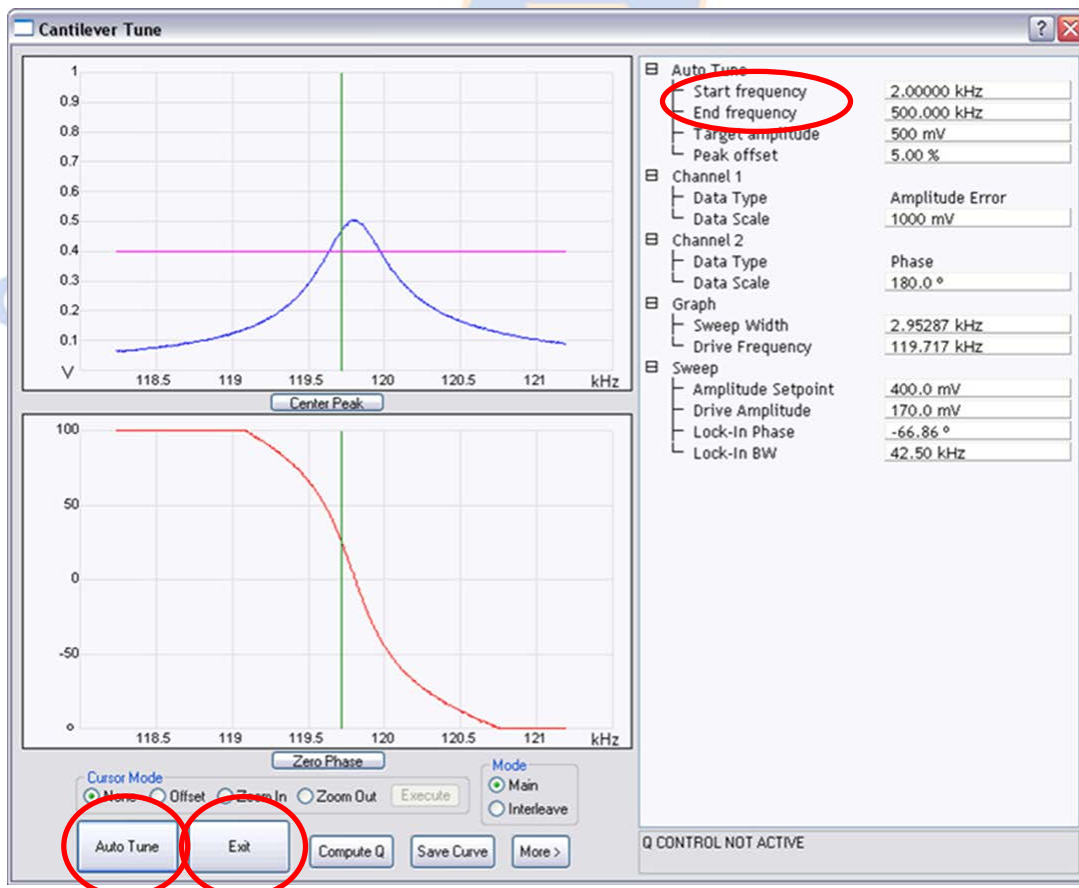 Cantilever Tune
1
0.9
0.8
0.7
0.6
0.5
0.4
0.3
0.2
0.1
V
118.5 119 119.5 120 120.5 121 kHz
Center Peak
100
50
0
-50
°
118.5 119 119.5 120 120.5 121 kHz
Zero Phase
Cursor Mode
None Offset Zoom In Zoom Out Execute
Mode
Main
Interleave
Auto Tune Exit Compute Q Save Curve More >
Auto Tune
Start frequency 2.00000 kHz
End frequency 500.000 kHz
Target amplitude 500 mV
Peak offset 5.00 %
Channel 1
Data Type Amplitude Error
Data Scale 1000 mV
Channel 2
Data Type Phase
Data Scale 180.0 °
Graph
Sweep Width 2.95287 kHz
Drive Frequency 119.717 kHz
Sweep
Amplitude Setpoint 400.0 mV
Drive Amplitude 170.0 mV
Lock-In Phase -66.86 °
Lock-In BW 42.50 kHz
Q CONTROL NOT ACTIVE